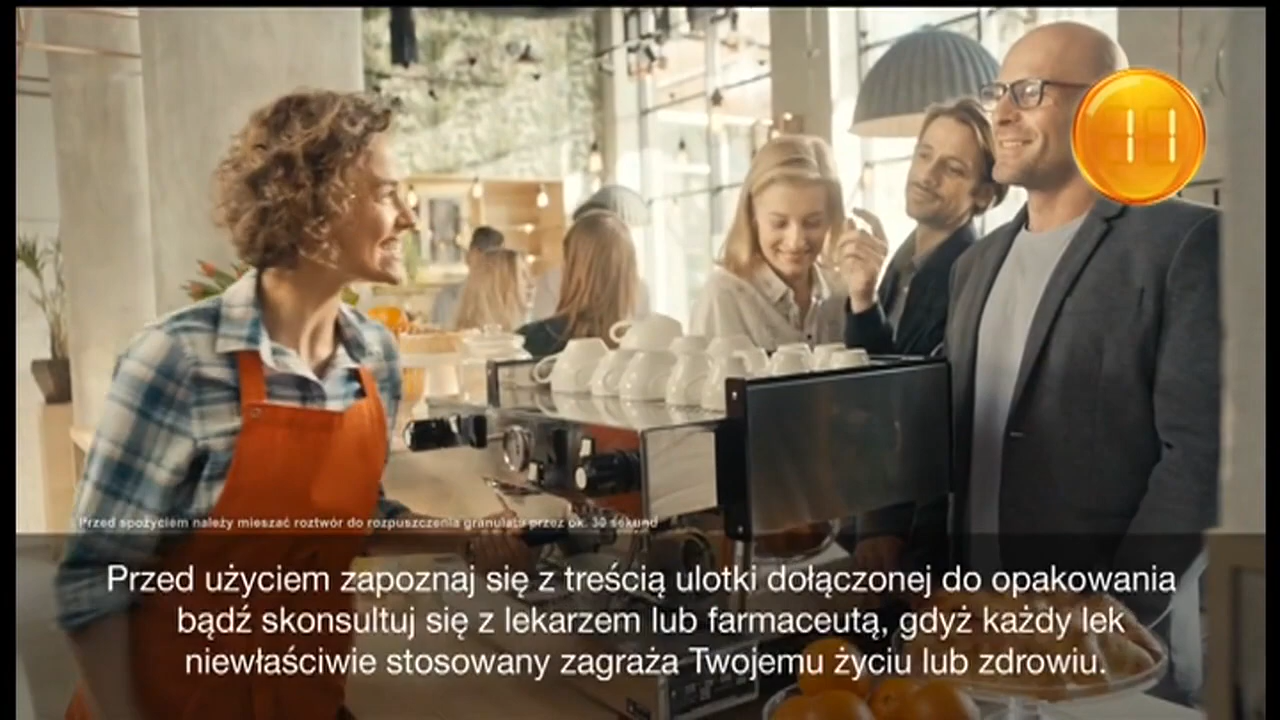 11
Przed spożyciem należy mieszać roztwór do rozpuszczenia granulatu przez ok. 30 sekund
Przed użyciem zapoznaj się z treścią ulotki dołączonej do opakowania
bądź skonsultuj się z lekarzem lub farmaceutą, gdyż każdy lek
niewłaściwie stosowany zagraża Twojemu życiu lub zdrowiu.